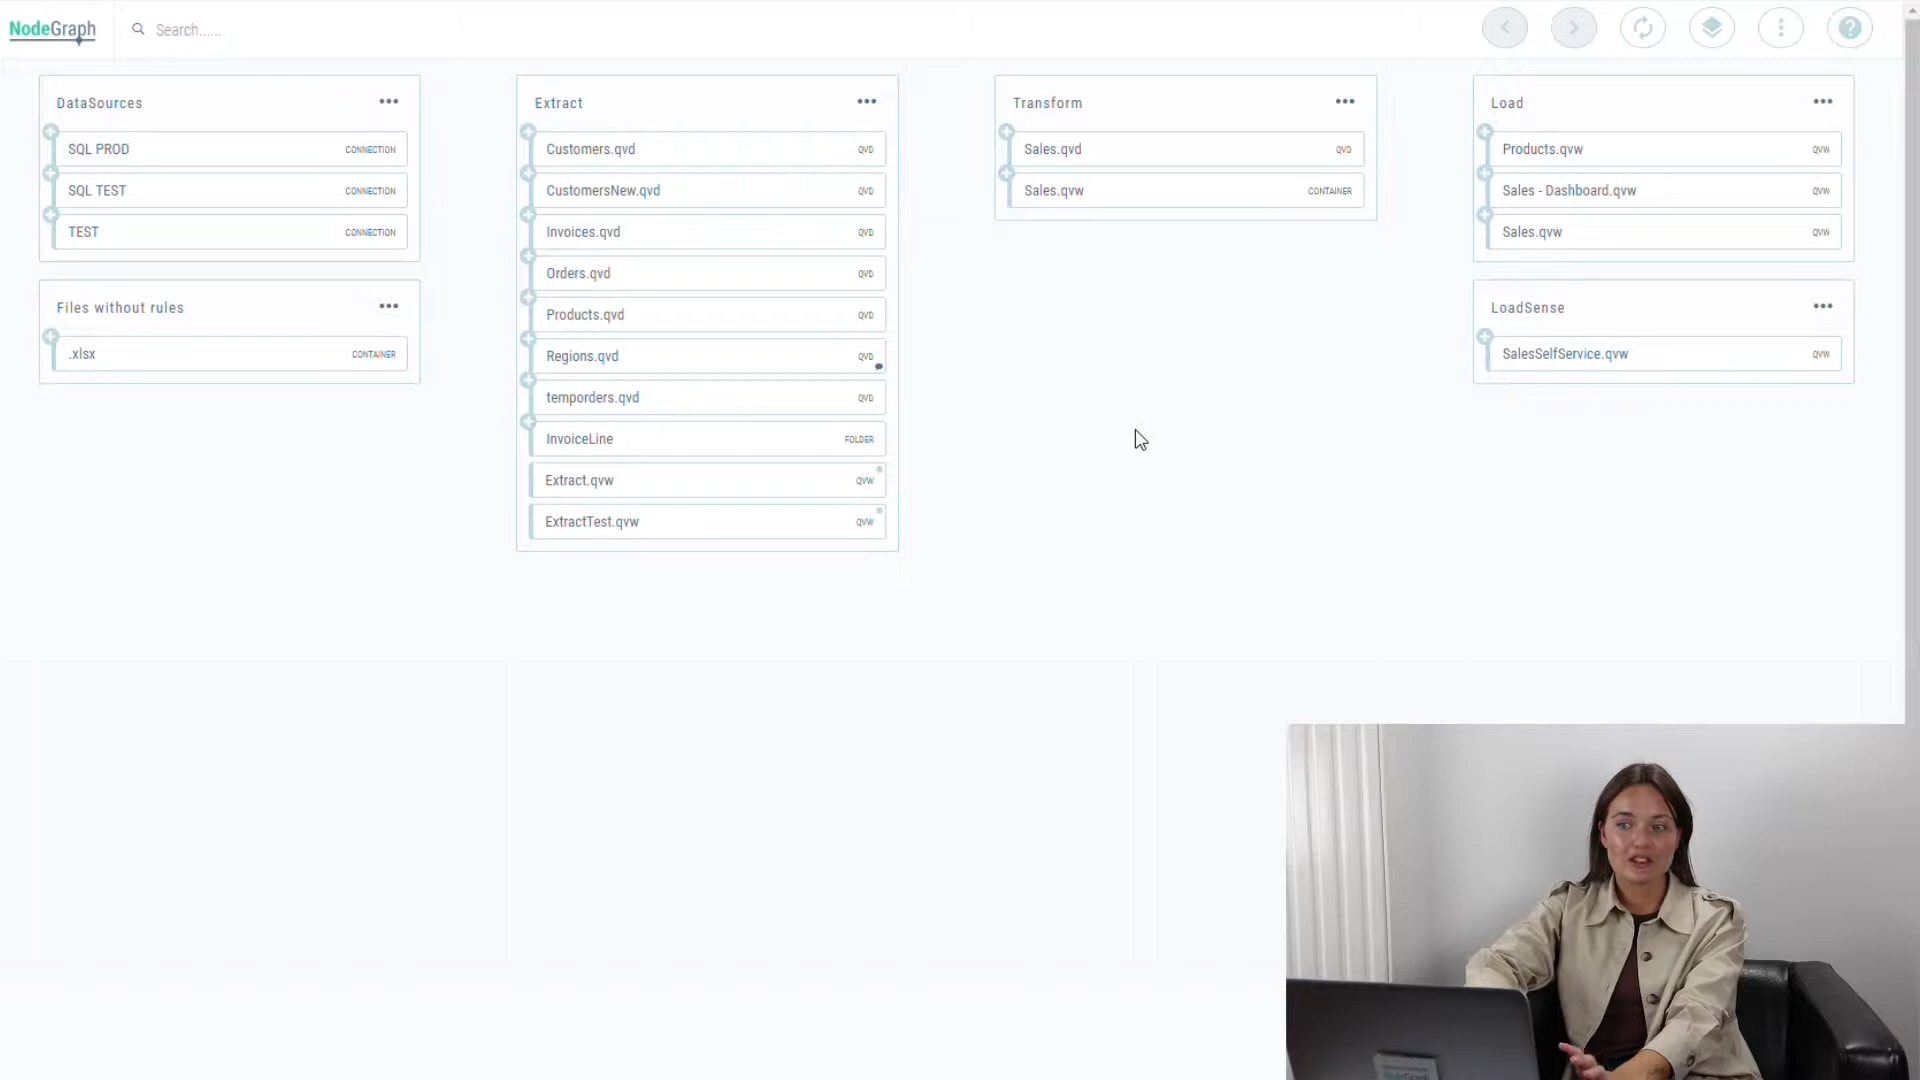 NodeGraph
Search......
DataSources
SQL PROD CONNECTION
SQL TEST CONNECTION
TEST CONNECTION
Files without rules
.xlsx CONTAINER
Extract
Customers.qvd QVD
CustomersNew.qvd QVD
Invoices.qvd QVD
Orders.qvd QVD
Products.qvd QVD
Regions.qvd QVD
temporders.qvd QVD
InvoiceLine FOLDER
Extract.qvw QVW
ExtractTest.qvw QVW
Transform
Sales.qvd QVD
Sales.qvw CONTAINER
Load
Products.qvw QVW
Sales - Dashboard.qvw QVW
Sales.qvw QVW
LoadSense
SalesSelfService.qvw QVW
NodeGraph